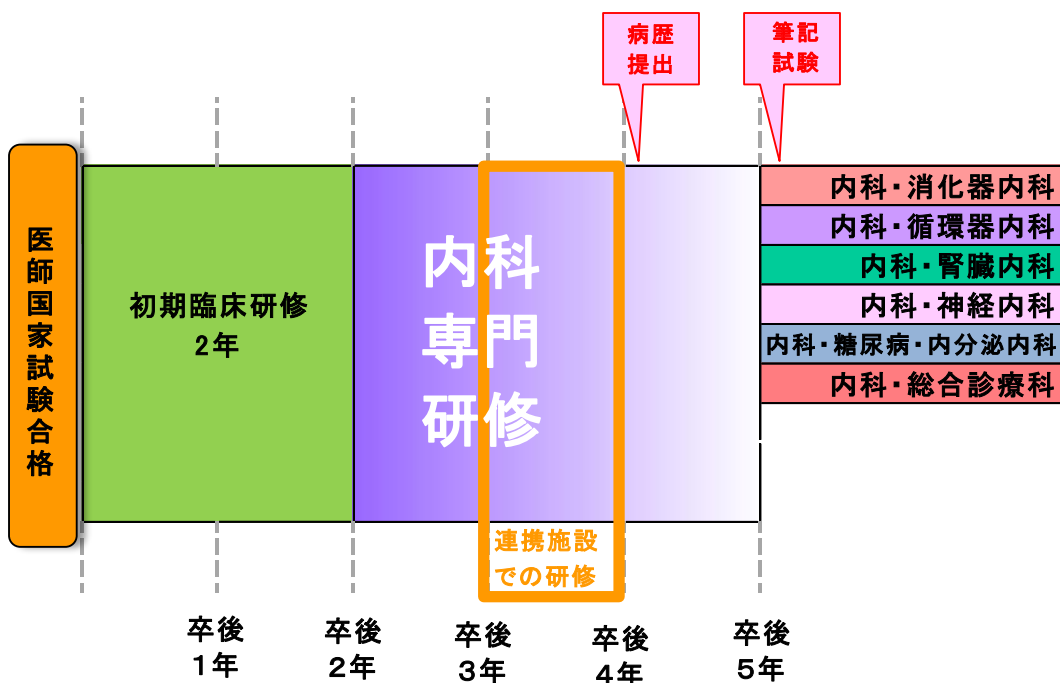 病歴
提出
筆記
試験
医師国家試験合格
初期臨床研修
2年
内科
専門
研修
連携施設
での研修
内科・消化器内科
内科・循環器内科
内科・腎臓内科
内科・神経内科
内科・糖尿病・内分泌内科
内科・総合診療科
卒後
1年
卒後
2年
卒後
3年
卒後
4年
卒後
5年